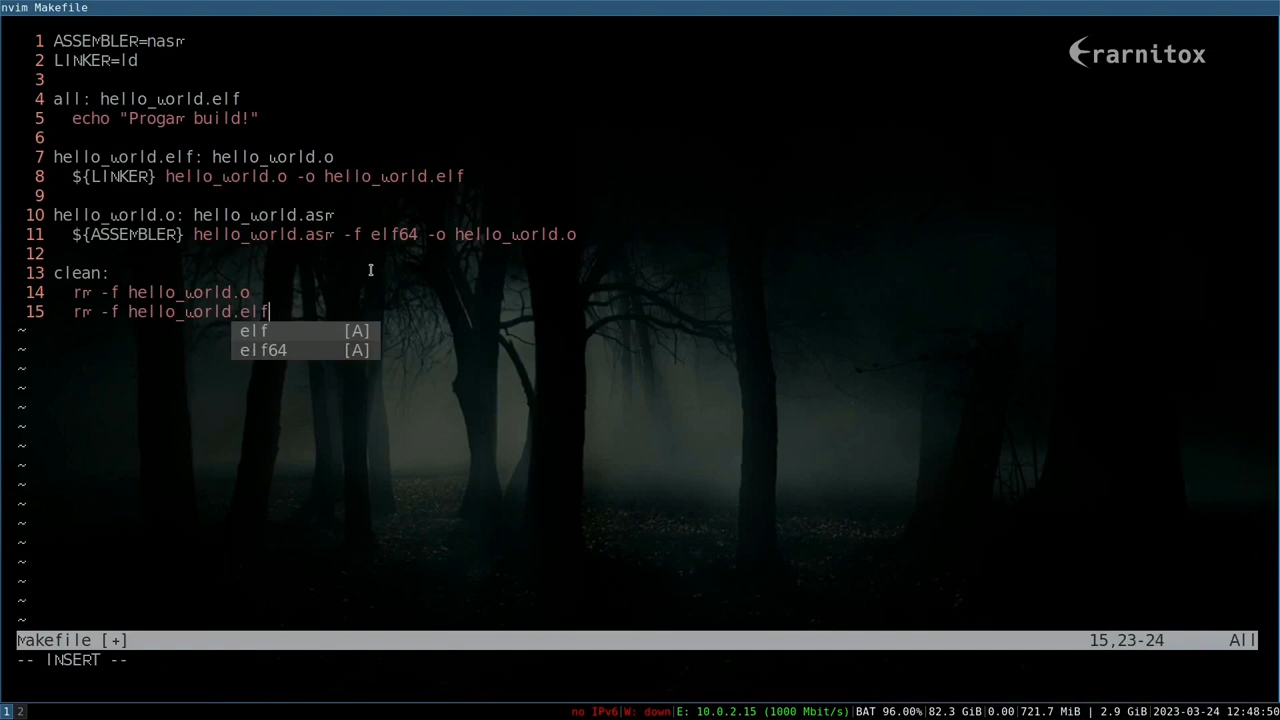 nvim Makefile
rarnitox
1 ASSEMBLER=nasm
2 LINKER=ld
3
4 all: hello_world.elf
5 echo "Progam build!"
6
7 hello_world.elf: hello_world.o
8 ${LINKER} hello_world.o -o hello_world.elf
9
10 hello_world.o: hello_world.asm
11 ${ASSEMBLER} hello_world.asm -f elf64 -o hello_world.o
12
13 clean:
14 rm -f hello_world.o
15 rm -f hello_world.elf
~ elf [A]
~ elf64 [A]
~
~
~
~
~
~
~
~
~
~
~
~
~
~
Makefile [+] 15,23-24 All
-- INSERT --
1 2 no IPv6|W: down|E: 10.0.2.15 (1000 Mbit/s)|BAT 96.00%|82.3 GiB|0.00|721.7 MiB | 2.9 GiB|2023-03-24 12:48:50